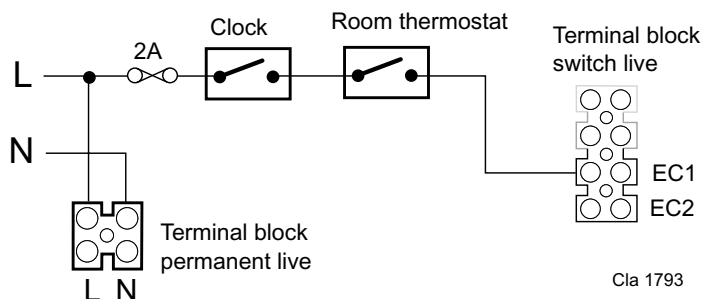 Clock
Room thermostat
2A
Terminal block
switch live
L
N
EC1
EC2
Terminal block
permanent live
L N
Cla 1793